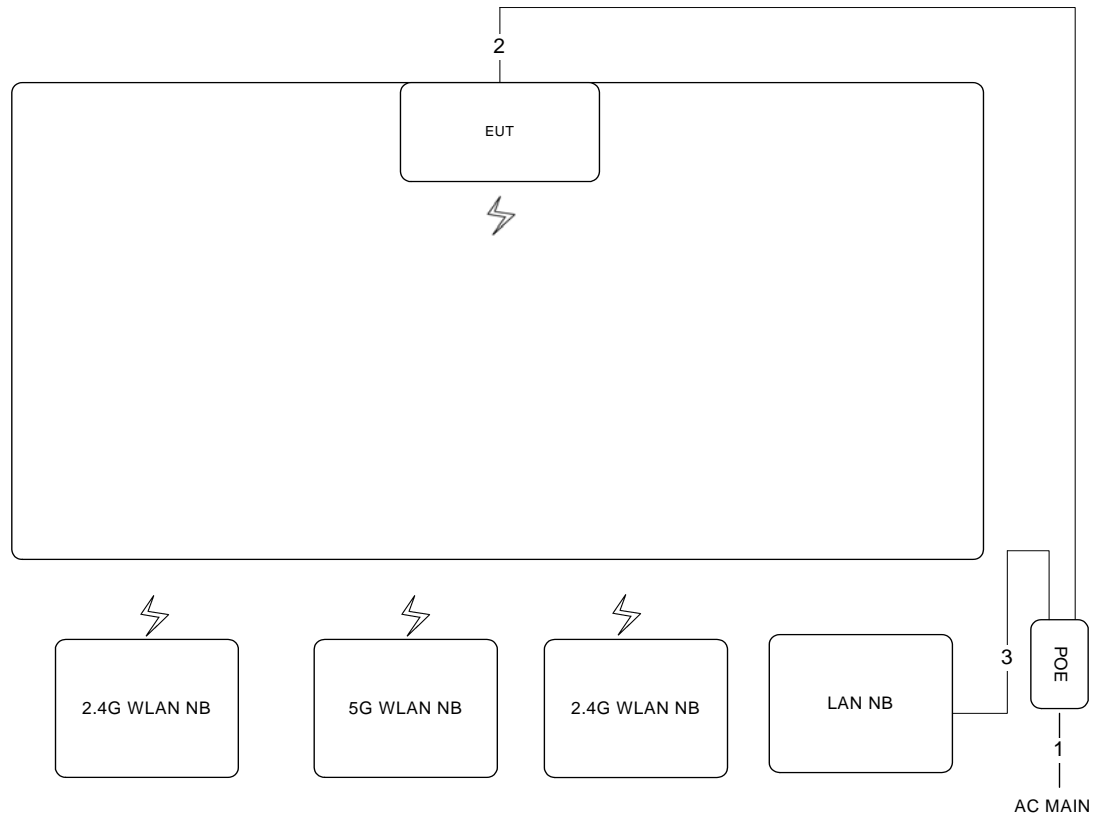 2
EUT
3
POE
2.4G WLAN NB
5G WLAN NB
2.4G WLAN NB
LAN NB
1
AC MAIN